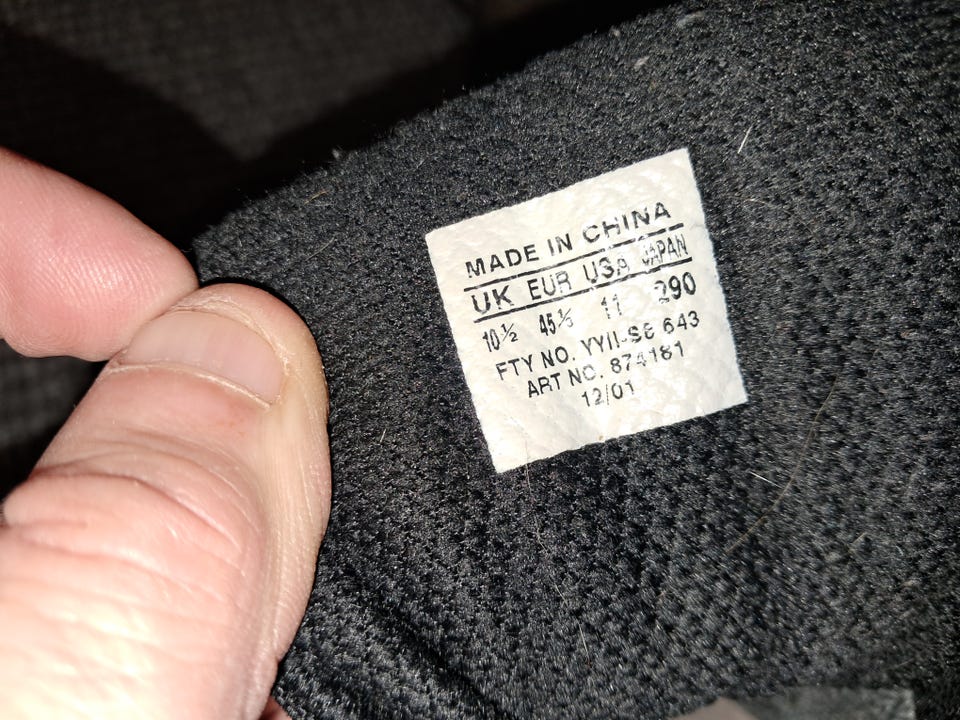 MADE IN CHINA
UK EUR USA JAPAN
10½ 45⅓ 11 290
FTY NO. YYII-S6 643
ART NO. 874181
12/01